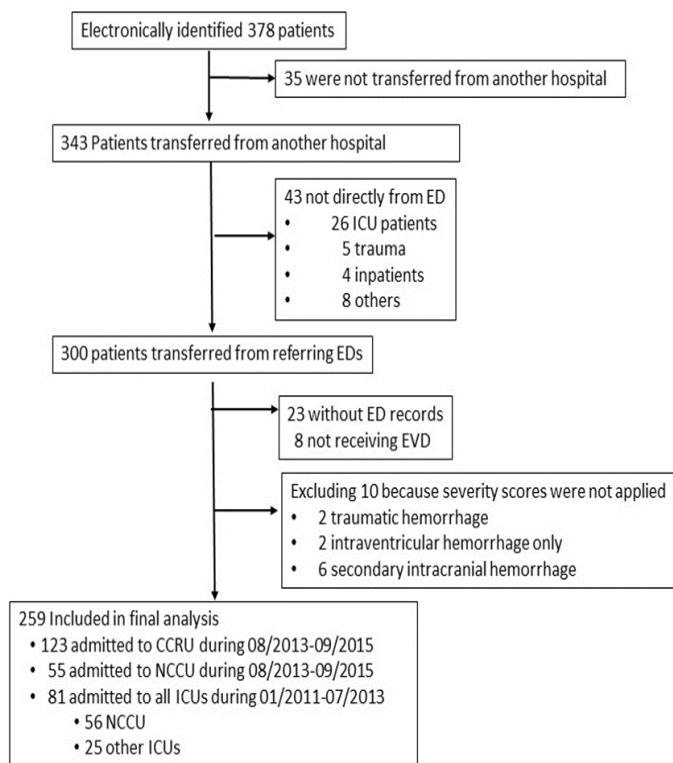 Electronically identified 378 patients
35 were not transferred from another hospital
343 Patients transferred from another hospital
43 not directly from ED
• 26 ICU patients
• 5 trauma
• 4 inpatients
• 8 others
300 patients transferred from referring EDs
23 without ED records
8 not receiving EVD
Excluding 10 because severity scores were not applied
• 2 traumatic hemorrhage
• 2 intraventricular hemorrhage only
• 6 secondary intracranial hemorrhage
259 Included in final analysis
• 123 admitted to CCRU during 08/2013-09/2015
• 55 admitted to NCCU during 08/2013-09/2015
• 81 admitted to all ICUs during 01/2011-07/2013
• 56 NCCU
• 25 other ICUs